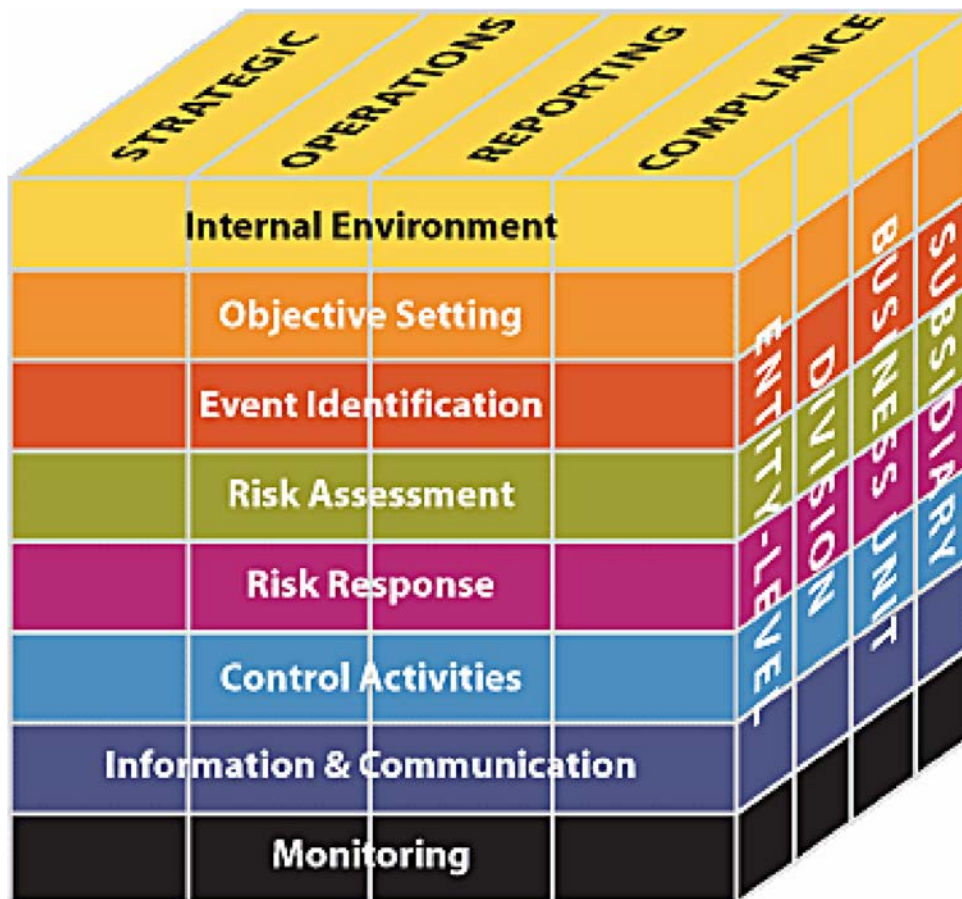 STRATEGIC
OPERATIONS
REPORTING
COMPLIANCE
Internal Environment
Objective Setting
Event Identification
Risk Assessment
Risk Response
Control Activities
Information & Communication
Monitoring
ENTITY-LEVEL
DIVISION
BUSINESS UNIT
SUBSIDIARY